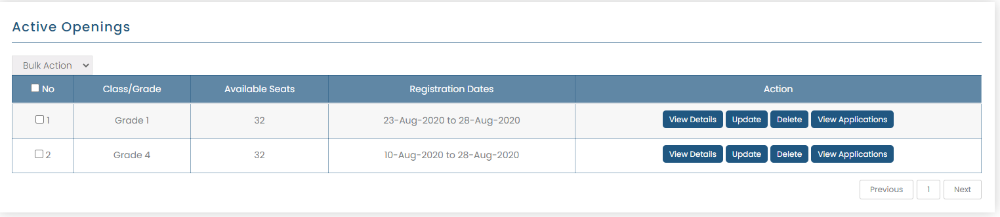 Active Openings
Bulk Action
No Class/Grade Available Seats Registration Dates Action
1 Grade 1 32 23-Aug-2020 to 28-Aug-2020 View Details Update Delete View Applications
2 Grade 4 32 10-Aug-2020 to 28-Aug-2020 View Details Update Delete View Applications
Previous 1 Next